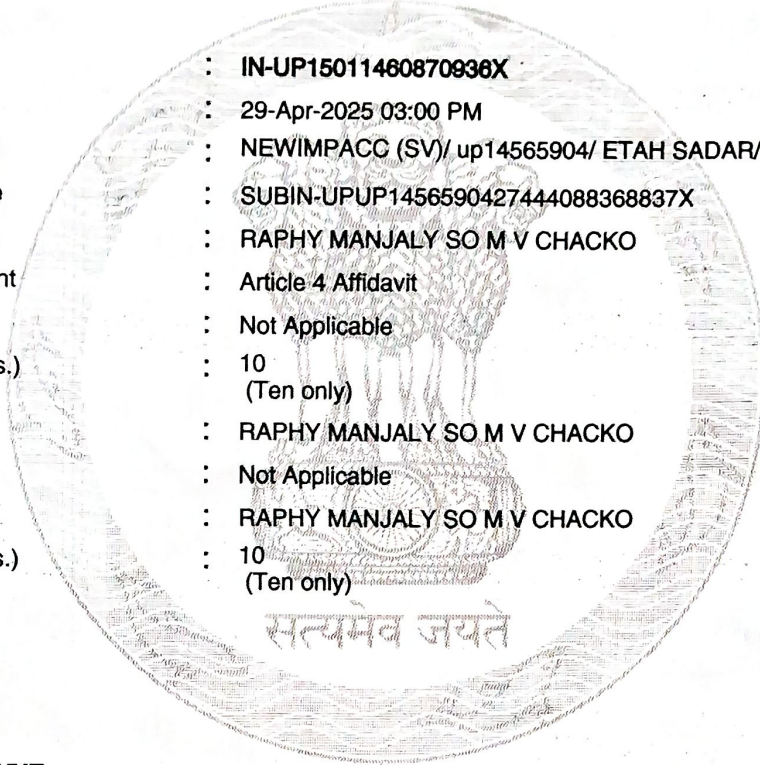 : IN-UP15011460870936X
: 29-Apr-2025 03:00 PM
: NEWIMPACC (SV)/ up14565904/ ETAH SADAR/
: SUBIN-UPUP1456590427444088368837X
: RAPHY MANJALY SO M V CHACKO
: Article 4 Affidavit
: Not Applicable
s.) : 10
(Ten only)
: RAPHY MANJALY SO M V CHACKO
: Not Applicable
: RAPHY MANJALY SO M V CHACKO
s.) : 10
(Ten only)
सत्यमेव जयते